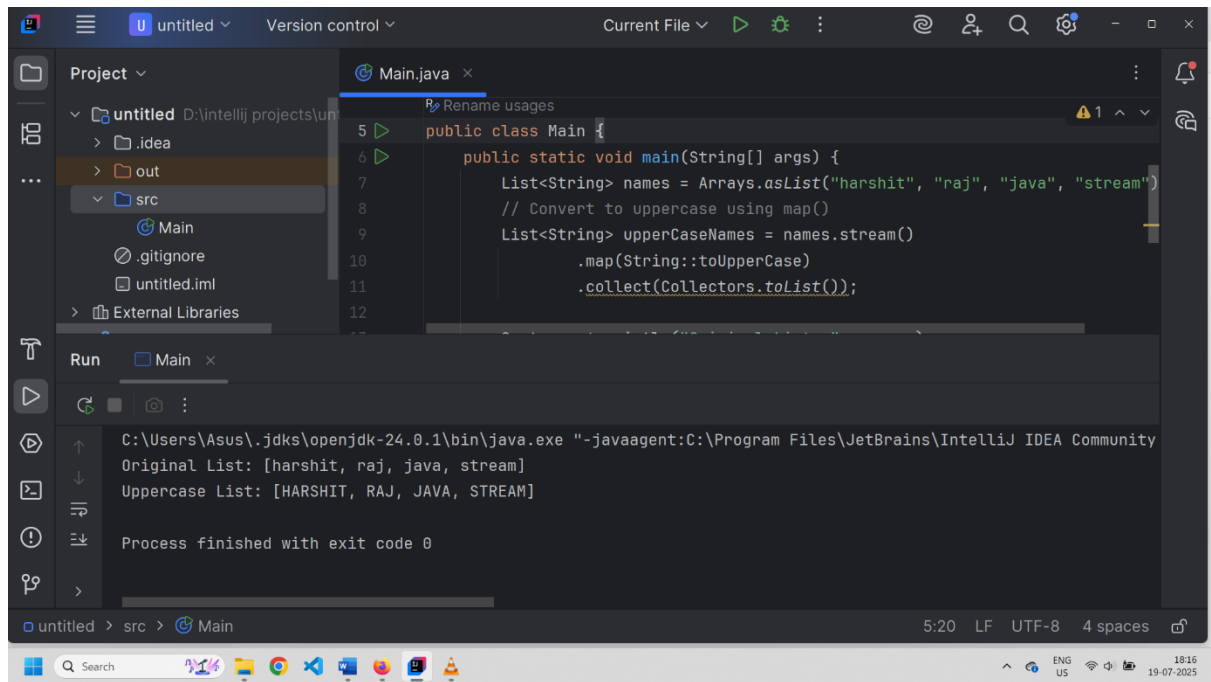 U untitled Version control Current File
Project
Main.java
untitled D:\intellij projects\un
.idea
out
src
Main
.gitignore
untitled.iml
External Libraries
Rename usages
1
5 public class Main {
6 public static void main(String[] args) {
7 List<String> names = Arrays.asList("harshit", "raj", "java", "stream")
8 // Convert to uppercase using map()
9 List<String> upperCaseNames = names.stream()
10 .map(String::toUpperCase)
11 .collect(Collectors.toList());
12
Run Main
C:\Users\Asus\.jdks\openjdk-24.0.1\bin\java.exe "-javaagent:C:\Program Files\JetBrains\IntelliJ IDEA Community
Original List: [harshit, raj, java, stream]
Uppercase List: [HARSHIT, RAJ, JAVA, STREAM]
Process finished with exit code 0
untitled > src > Main 5:20 LF UTF-8 4 spaces
Search
ENG
US
18:16
19-07-2025